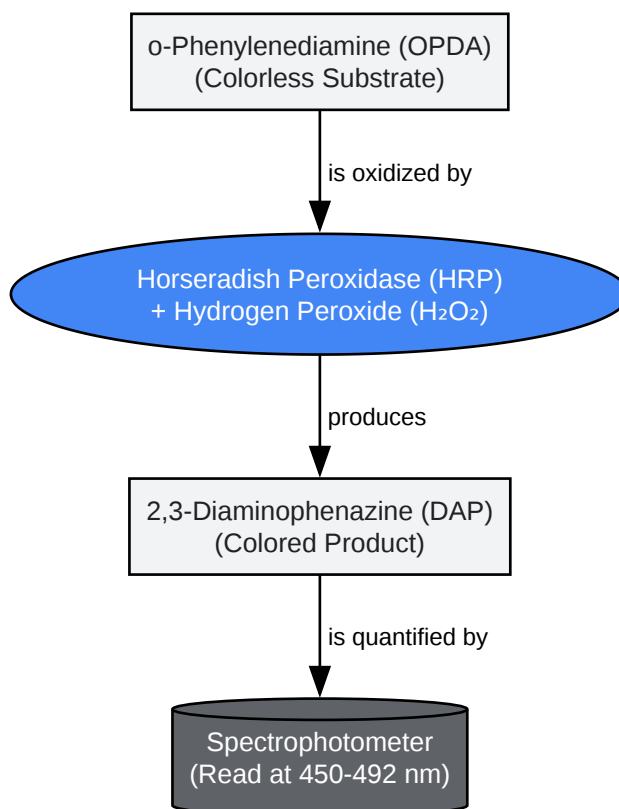 o-Phenylenediamine (OPDA)
(Colorless Substrate)
is oxidized by
Horseradish Peroxidase (HRP)
+ Hydrogen Peroxide (H₂O₂)
produces
2,3-Diaminophenazine (DAP)
(Colored Product)
is quantified by
Spectrophotometer
(Read at 450-492 nm)